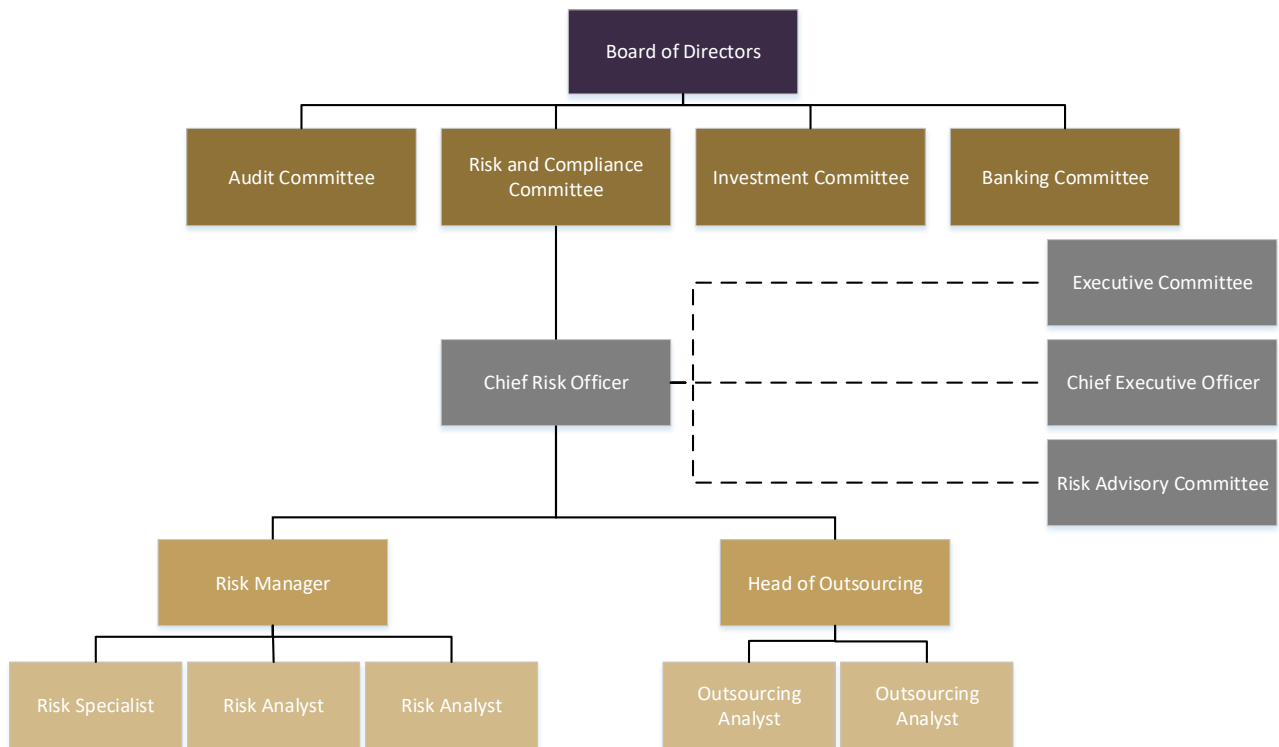 Board of Directors
Audit Committee
Risk and Compliance
Committee
Investment Committee
Banking Committee
Executive Committee
Chief Risk Officer
Chief Executive Officer
Risk Advisory Committee
Risk Manager
Head of Outsourcing
Risk Specialist
Risk Analyst
Risk Analyst
Outsourcing
Analyst
Outsourcing
Analyst